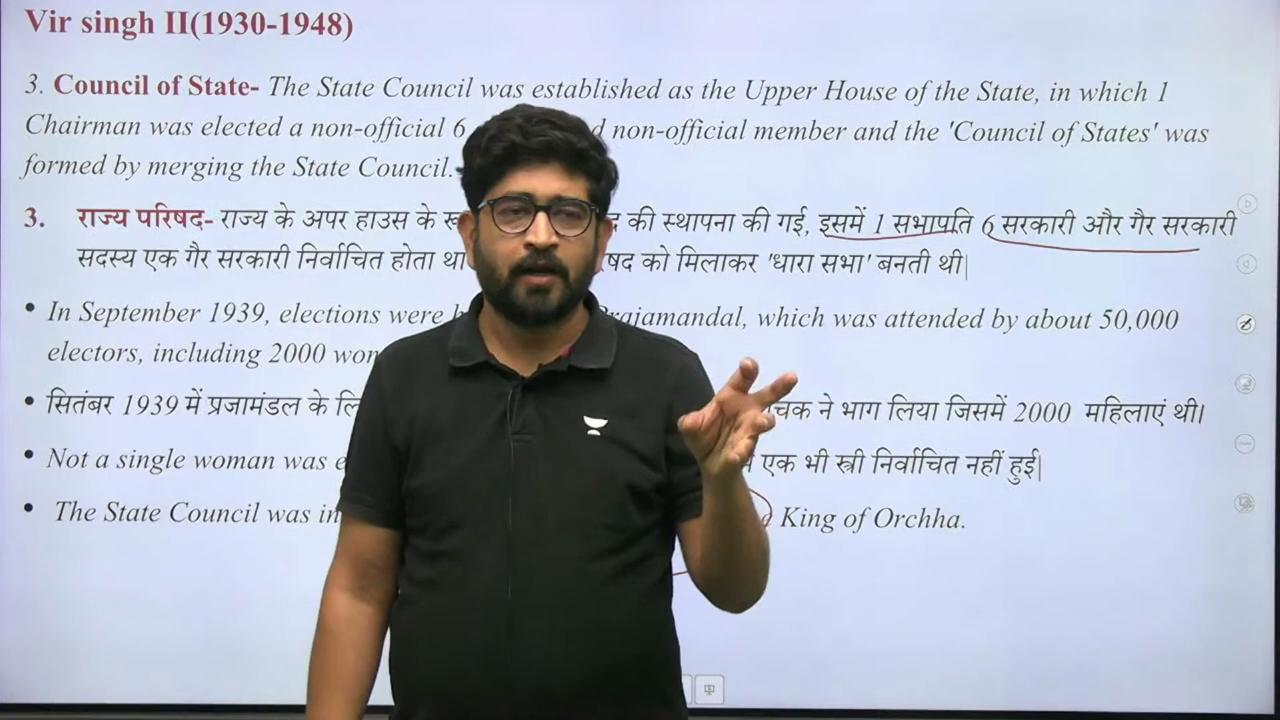 Vir singh II(1930-1948)
3. Council of State- The State Council was established as the Upper House of the State, in which 1
Chairman was elected a non-official 6 non-official member and the 'Council of States' was
formed by merging the State Council.
3. राज्य परिषद- राज्य के अपर हाउस के की स्थापना की गई, इसमें 1 सभापति 6 सरकारी और गैर सरकारी
सदस्य एक गैर सरकारी निर्वाचित होता था को मिलाकर 'धारा सभा' बनती थी|
• In September 1939, elections were Prajamandal, which was attended by about 50,000
electors, including 2000
• सितंबर 1939 में प्रजामंडल के ने भाग लिया जिसमें 2000 महिलाएं थी।
• Not a single woman was एक भी स्त्री निर्वाचित नहीं हुई|
• The State Council was King of Orchha.